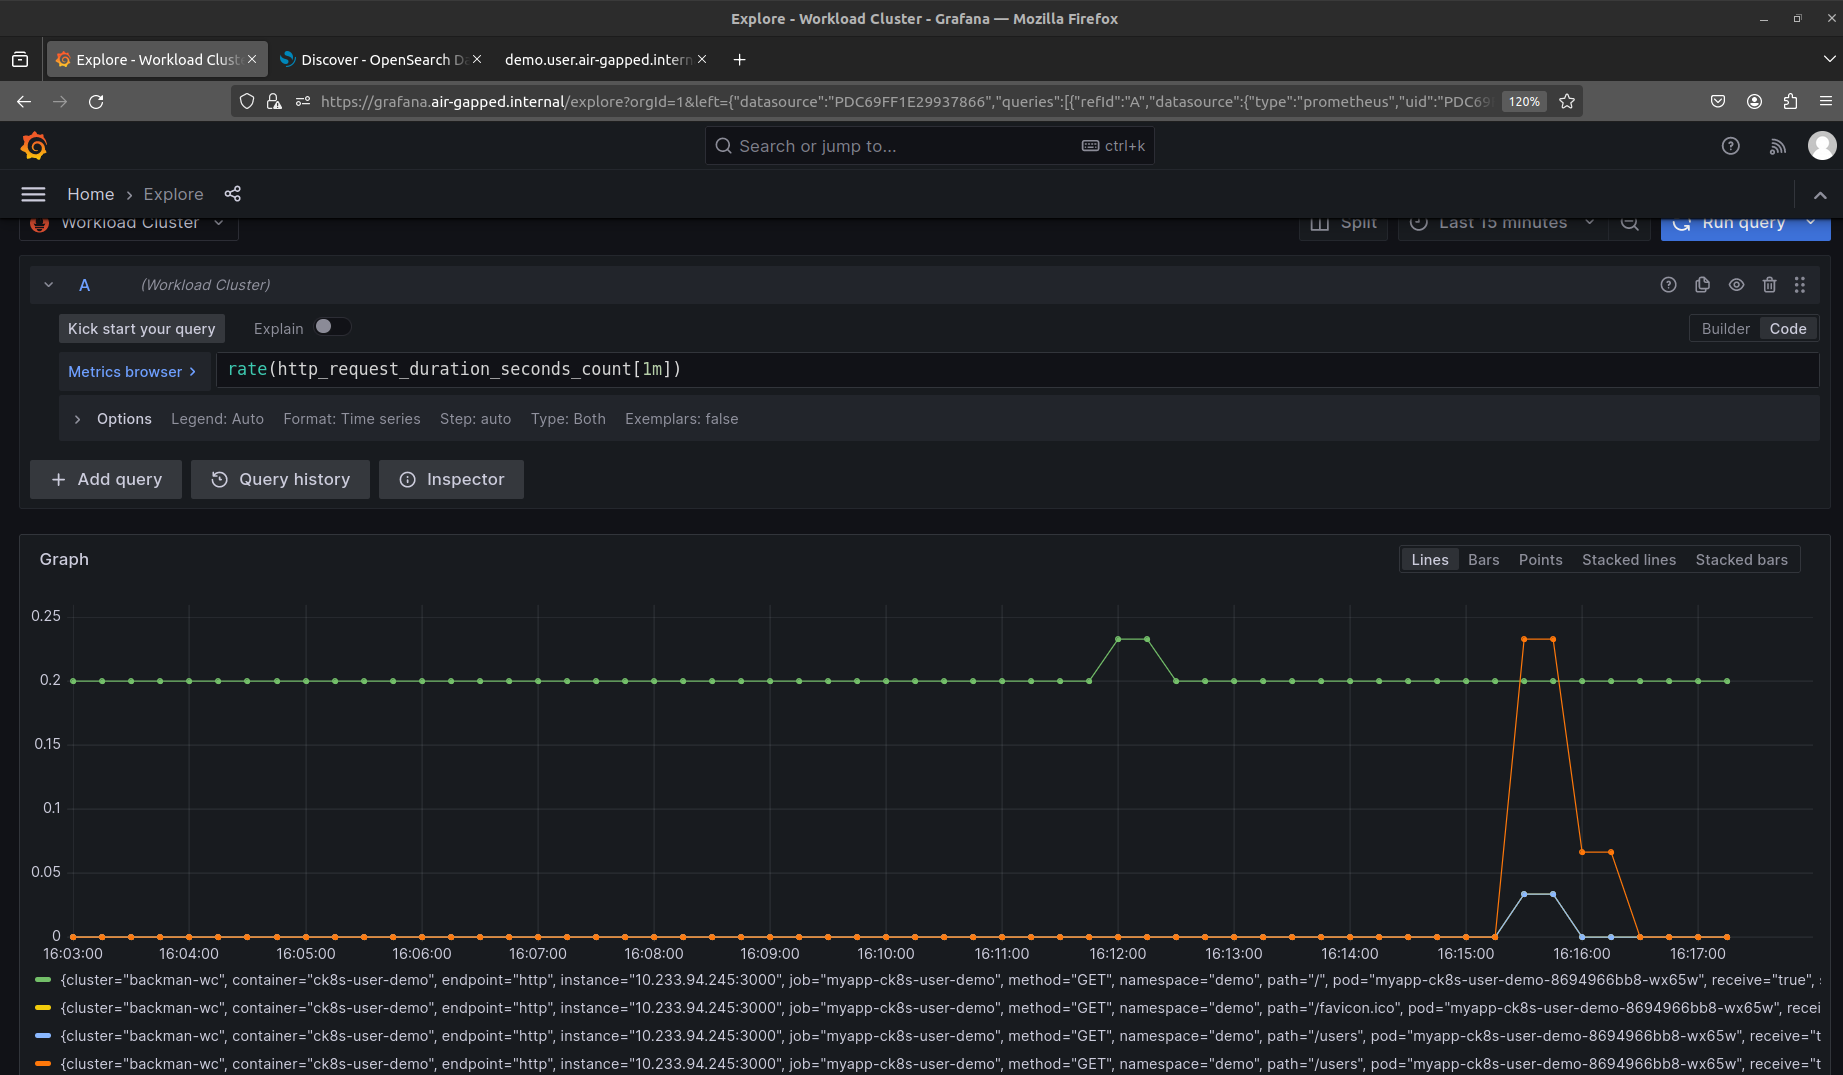 Explore - Workload Cluster - Grafana — Mozilla Firefox
Explore - Workload Clust
Discover - OpenSearch Da
demo.user.air-gapped.intern
https://grafana.air-gapped.internal/explore?orgId=1&left={"datasource":"PDC69FF1E29937866","queries":[{"refId":"A","datasource":{"type":"prometheus","uid":"PDC69
120%
Search or jump to... ctrl+k
Home › Explore
Workload Cluster Split Last 15 minutes Run query
A (Workload Cluster)
Kick start your query Explain Builder Code
Metrics browser › rate(http_request_duration_seconds_count[1m])
Options Legend: Auto Format: Time series Step: auto Type: Both Exemplars: false
+ Add query Query history Inspector
Graph Lines Bars Points Stacked lines Stacked bars
0.25
0.2
0.15
0.1
0.05
0
16:03:00 16:04:00 16:05:00 16:06:00 16:07:00 16:08:00 16:09:00 16:10:00 16:11:00 16:12:00 16:13:00 16:14:00 16:15:00 16:16:00 16:17:00
{cluster="backman-wc", container="ck8s-user-demo", endpoint="http", instance="10.233.94.245:3000", job="myapp-ck8s-user-demo", method="GET", namespace="demo", path="/", pod="myapp-ck8s-user-demo-8694966bb8-wx65w", receive="true",
{cluster="backman-wc", container="ck8s-user-demo", endpoint="http", instance="10.233.94.245:3000", job="myapp-ck8s-user-demo", method="GET", namespace="demo", path="/favicon.ico", pod="myapp-ck8s-user-demo-8694966bb8-wx65w", recei
{cluster="backman-wc", container="ck8s-user-demo", endpoint="http", instance="10.233.94.245:3000", job="myapp-ck8s-user-demo", method="GET", namespace="demo", path="/users", pod="myapp-ck8s-user-demo-8694966bb8-wx65w", receive="t
{cluster="backman-wc", container="ck8s-user-demo", endpoint="http", instance="10.233.94.245:3000", job="myapp-ck8s-user-demo", method="GET", namespace="demo", path="/users", pod="myapp-ck8s-user-demo-8694966bb8-wx65w", receive="t